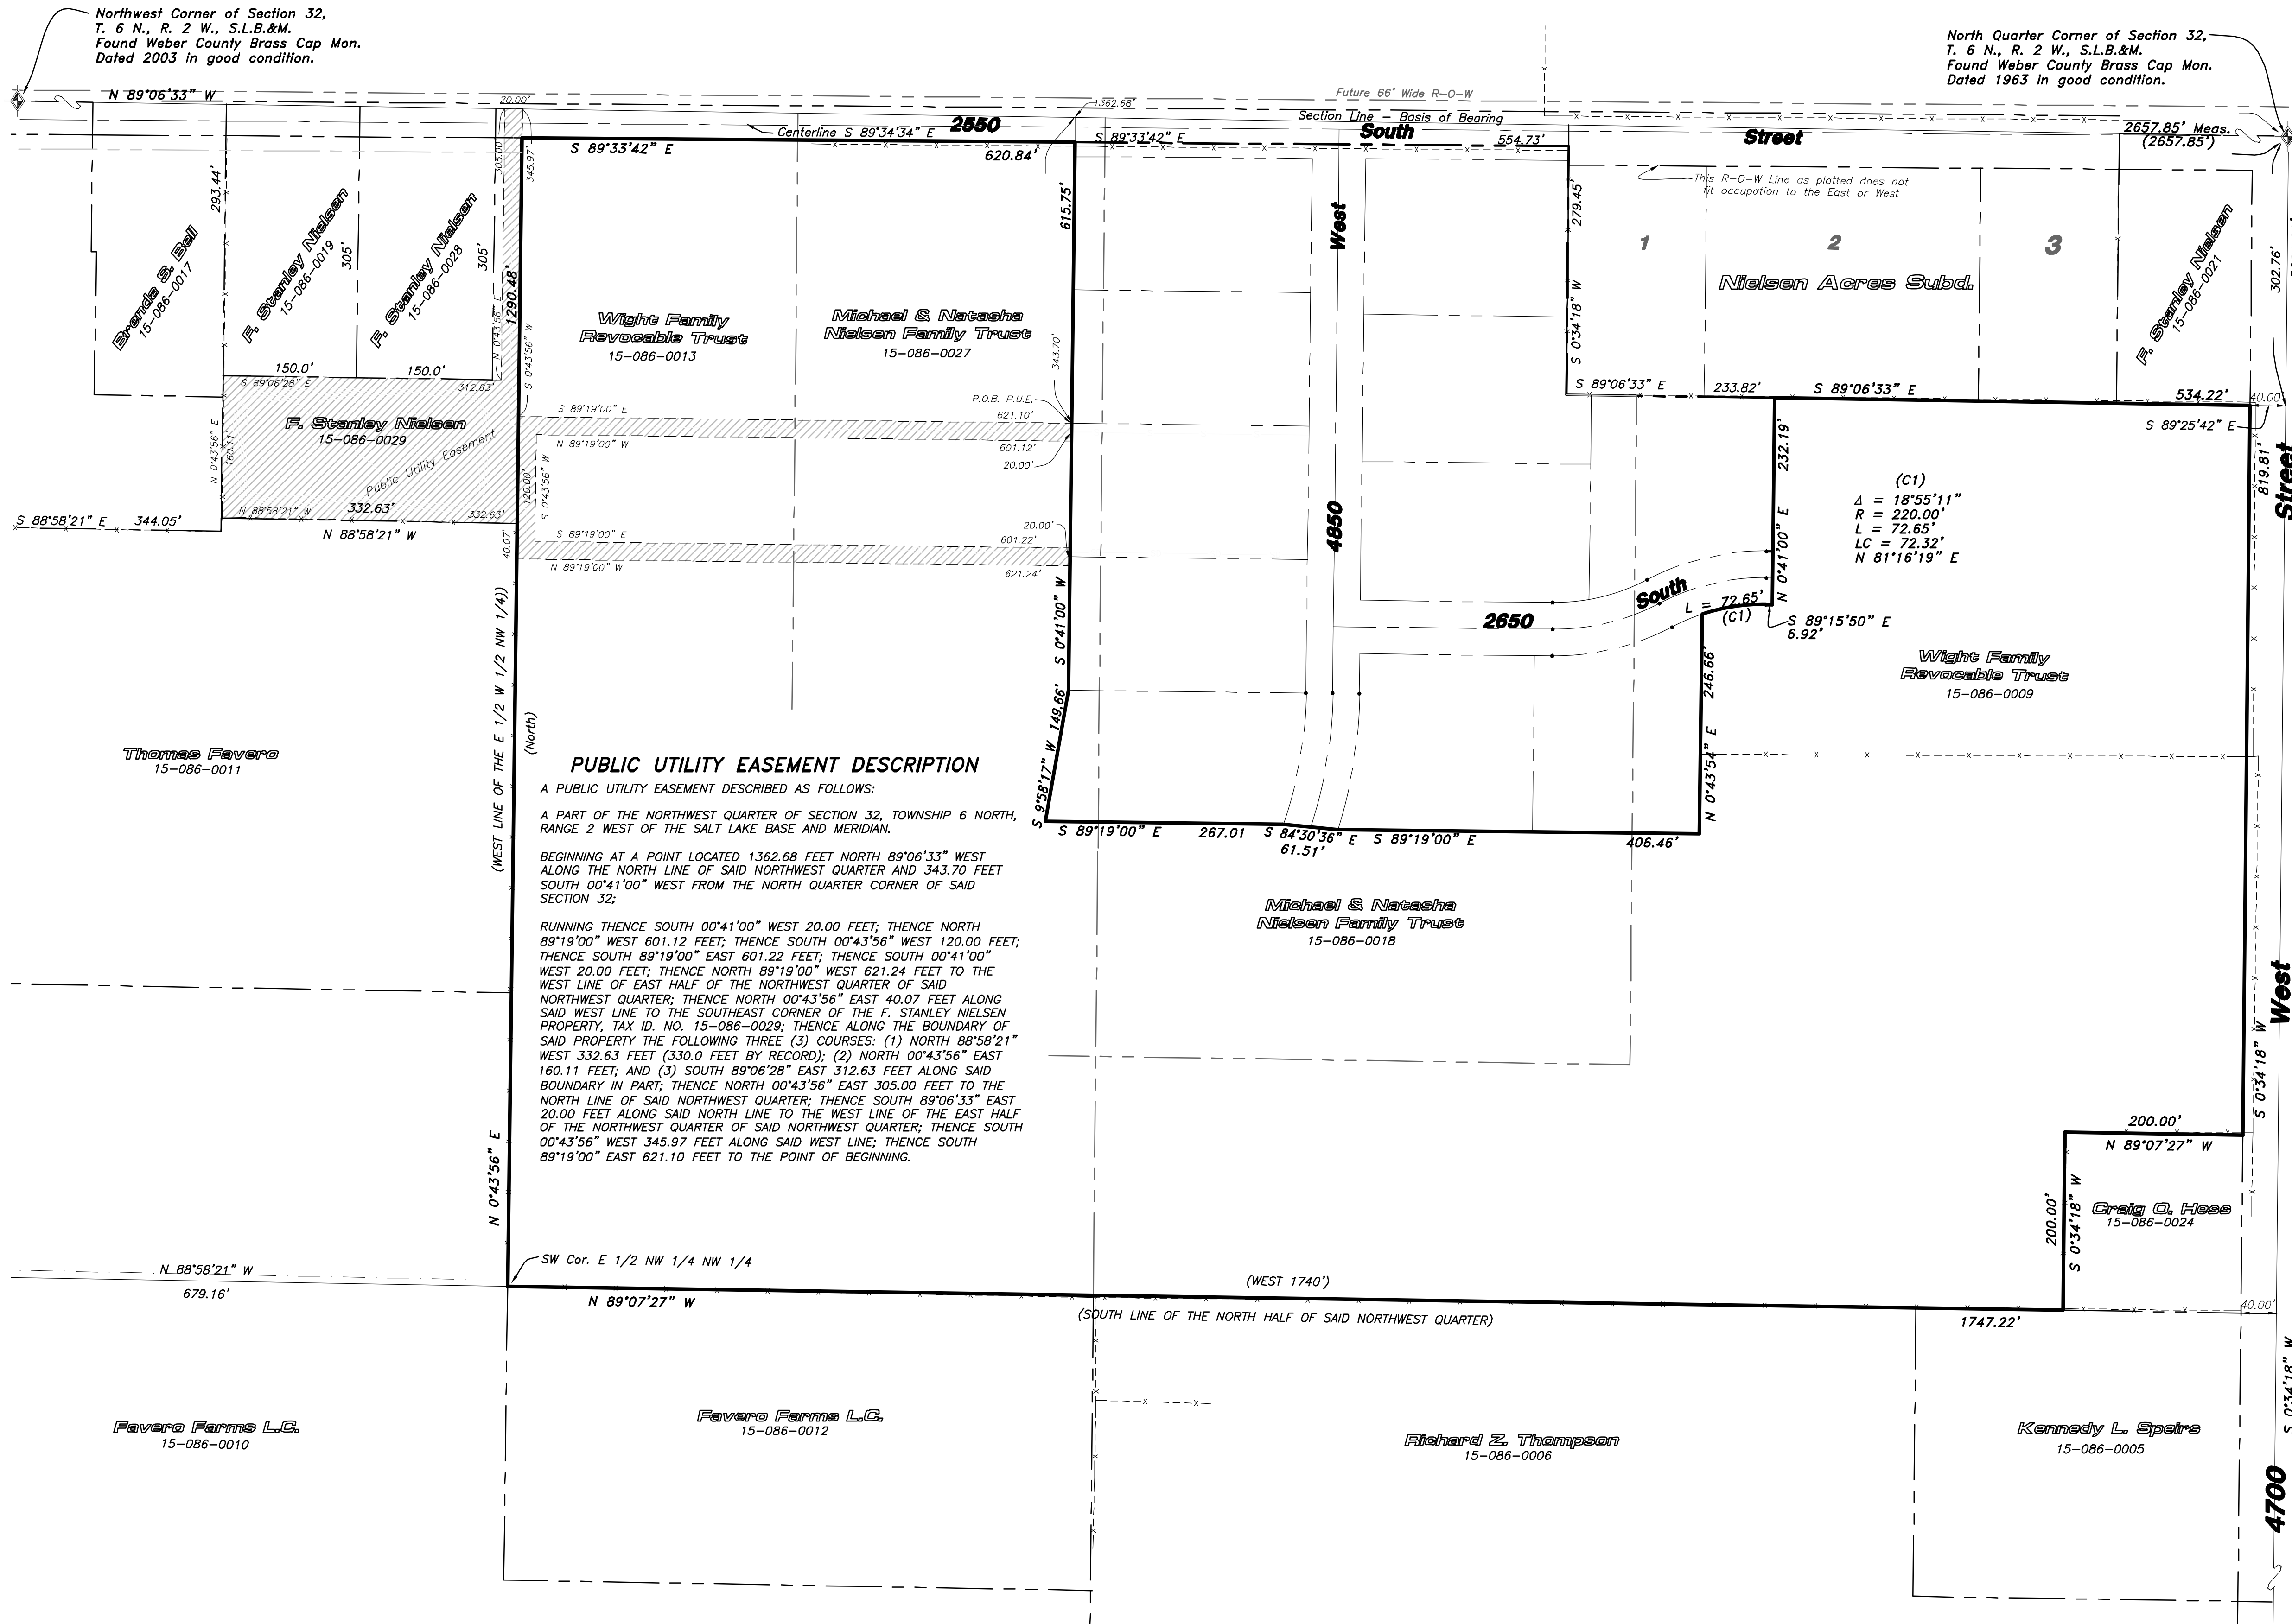 Northwest Corner of Section 32,
T. 6 N., R. 2 W., S.L.B.&M.
Found Weber County Brass Cap Mon.
Dated 2003 in good condition.
North Quarter Corner of Section 32,
T. 6 N., R. 2 W., S.L.B.&M.
Found Weber County Brass Cap Mon.
Dated 1963 in good condition.
N 89°06'33" W
20.00'
1362.68'
Future 66' Wide R-O-W
Section Line - Basis of Bearing
Centerline S 89°34'34" E
2550
South
Street
2657.85' Meas.
(2657.85')
S 89°33'42" E
620.84'
S 89°33'42" E
554.73'
This R-O-W Line as platted does not
fit occupation to the East or West
293.44'
305.00'
345.97'
615.75'
West
279.45'
1
2
3
302.76'
Brenda S. Bell
15-086-0017
F. Stanley Nielsen
15-086-0019
305'
F. Stanley Nielsen
15-086-0028
305'
N 0°43'56" E
1290.48'
S 0°43'56" W
Wight Family
Revocable Trust
15-086-0013
Michael & Natasha
Nielsen Family Trust
15-086-0027
343.70'
S 0°34'18" W
Nielsen Acres Subd.
F. Stanley Nielsen
15-086-0021
150.0'
150.0'
S 89°06'28" E
312.63'
S 89°06'33" E
233.82'
S 89°06'33" E
534.22'
40.00'
S 89°25'42" E
F. Stanley Nielsen
15-086-0029
Public Utility Easement
N 0°43'56" E
160.11'
P.O.B. P.U.E.
S 89°19'00" E
621.10'
N 89°19'00" W
601.12'
20.00'
120.00'
S 0°43'56" W
232.19'
819.81'
Street
(C1)
Δ = 18°55'11"
R = 220.00'
L = 72.65'
LC = 72.32'
N 81°16'19" E
S 88°58'21" E
344.05'
N 88°58'21" W
332.63'
332.63'
N 88°58'21" W
40.07'
20.00'
S 89°19'00" E
601.22'
N 89°19'00" W
621.24'
4850
N 0°41'00" E
S 0°41'00" W
South
2650
L = 72.65'
(C1)
S 89°15'50" E
6.92'
(WEST LINE OF THE E 1/2 W 1/2 NW 1/4))
(North)
149.66'
S 9°58'17" W
246.66'
N 0°43'54" E
Wight Family
Revocable Trust
15-086-0009
Thomas Favero
15-086-0011
PUBLIC UTILITY EASEMENT DESCRIPTION
A PUBLIC UTILITY EASEMENT DESCRIBED AS FOLLOWS:
A PART OF THE NORTHWEST QUARTER OF SECTION 32, TOWNSHIP 6 NORTH,
RANGE 2 WEST OF THE SALT LAKE BASE AND MERIDIAN.
BEGINNING AT A POINT LOCATED 1362.68 FEET NORTH 89°06'33" WEST
ALONG THE NORTH LINE OF SAID NORTHWEST QUARTER AND 343.70 FEET
SOUTH 00°41'00" WEST FROM THE NORTH QUARTER CORNER OF SAID
SECTION 32;
RUNNING THENCE SOUTH 00°41'00" WEST 20.00 FEET; THENCE NORTH
89°19'00" WEST 601.12 FEET; THENCE SOUTH 00°43'56" WEST 120.00 FEET;
THENCE SOUTH 89°19'00" EAST 601.22 FEET; THENCE SOUTH 00°41'00"
WEST 20.00 FEET; THENCE NORTH 89°19'00" WEST 621.24 FEET TO THE
WEST LINE OF EAST HALF OF THE NORTHWEST QUARTER OF SAID
NORTHWEST QUARTER; THENCE NORTH 00°43'56" EAST 40.07 FEET ALONG
SAID WEST LINE TO THE SOUTHEAST CORNER OF THE F. STANLEY NIELSEN
PROPERTY, TAX ID. NO. 15-086-0029; THENCE ALONG THE BOUNDARY OF
SAID PROPERTY THE FOLLOWING THREE (3) COURSES: (1) NORTH 88°58'21"
WEST 332.63 FEET (330.0 FEET BY RECORD); (2) NORTH 00°43'56" EAST
160.11 FEET; AND (3) SOUTH 89°06'28" EAST 312.63 FEET ALONG SAID
BOUNDARY IN PART; THENCE NORTH 00°43'56" EAST 305.00 FEET TO THE
NORTH LINE OF SAID NORTHWEST QUARTER; THENCE SOUTH 89°06'33" EAST
20.00 FEET ALONG SAID NORTH LINE TO THE WEST LINE OF THE EAST HALF
OF THE NORTHWEST QUARTER OF SAID NORTHWEST QUARTER; THENCE SOUTH
00°43'56" WEST 345.97 FEET ALONG SAID WEST LINE; THENCE SOUTH
89°19'00" EAST 621.10 FEET TO THE POINT OF BEGINNING.
S 89°19'00" E
267.01
S 84°30'36" E
61.51'
S 89°19'00" E
406.46'
Michael & Natasha
Nielsen Family Trust
15-086-0018
West
S 0°34'18" W
200.00'
N 89°07'27" W
N 0°43'56" E
200.00'
S 0°34'18" W
Craig O. Hess
15-086-0024
SW Cor. E 1/2 NW 1/4 NW 1/4
N 88°58'21" W
679.16'
N 89°07'27" W
(WEST 1740')
(SOUTH LINE OF THE NORTH HALF OF SAID NORTHWEST QUARTER)
1747.22'
40.00'
S 0°34'18" W
Favero Farms L.C.
15-086-0010
Favero Farms L.C.
15-086-0012
Richard Z. Thompson
15-086-0006
Kennedy L. Speirs
15-086-0005
4700